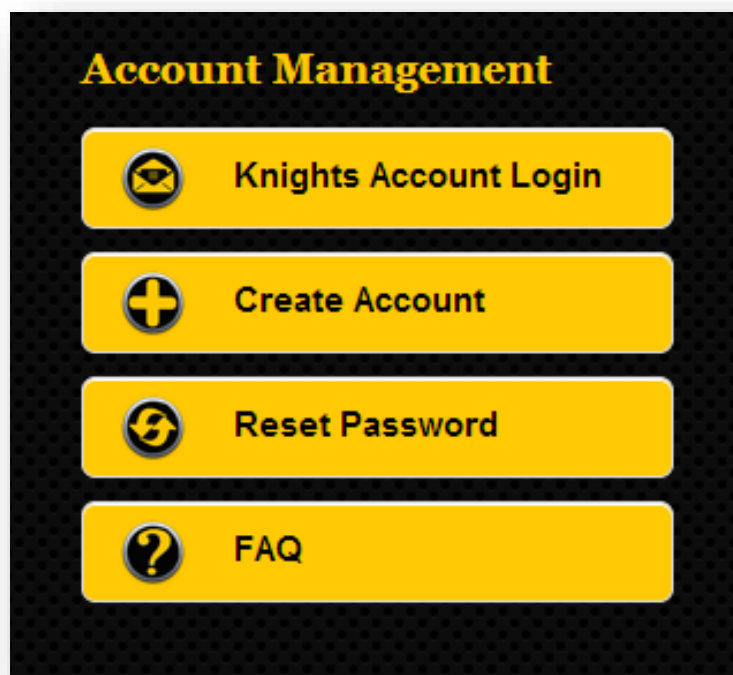 Account Management
Knights Account Login
Create Account
Reset Password
FAQ